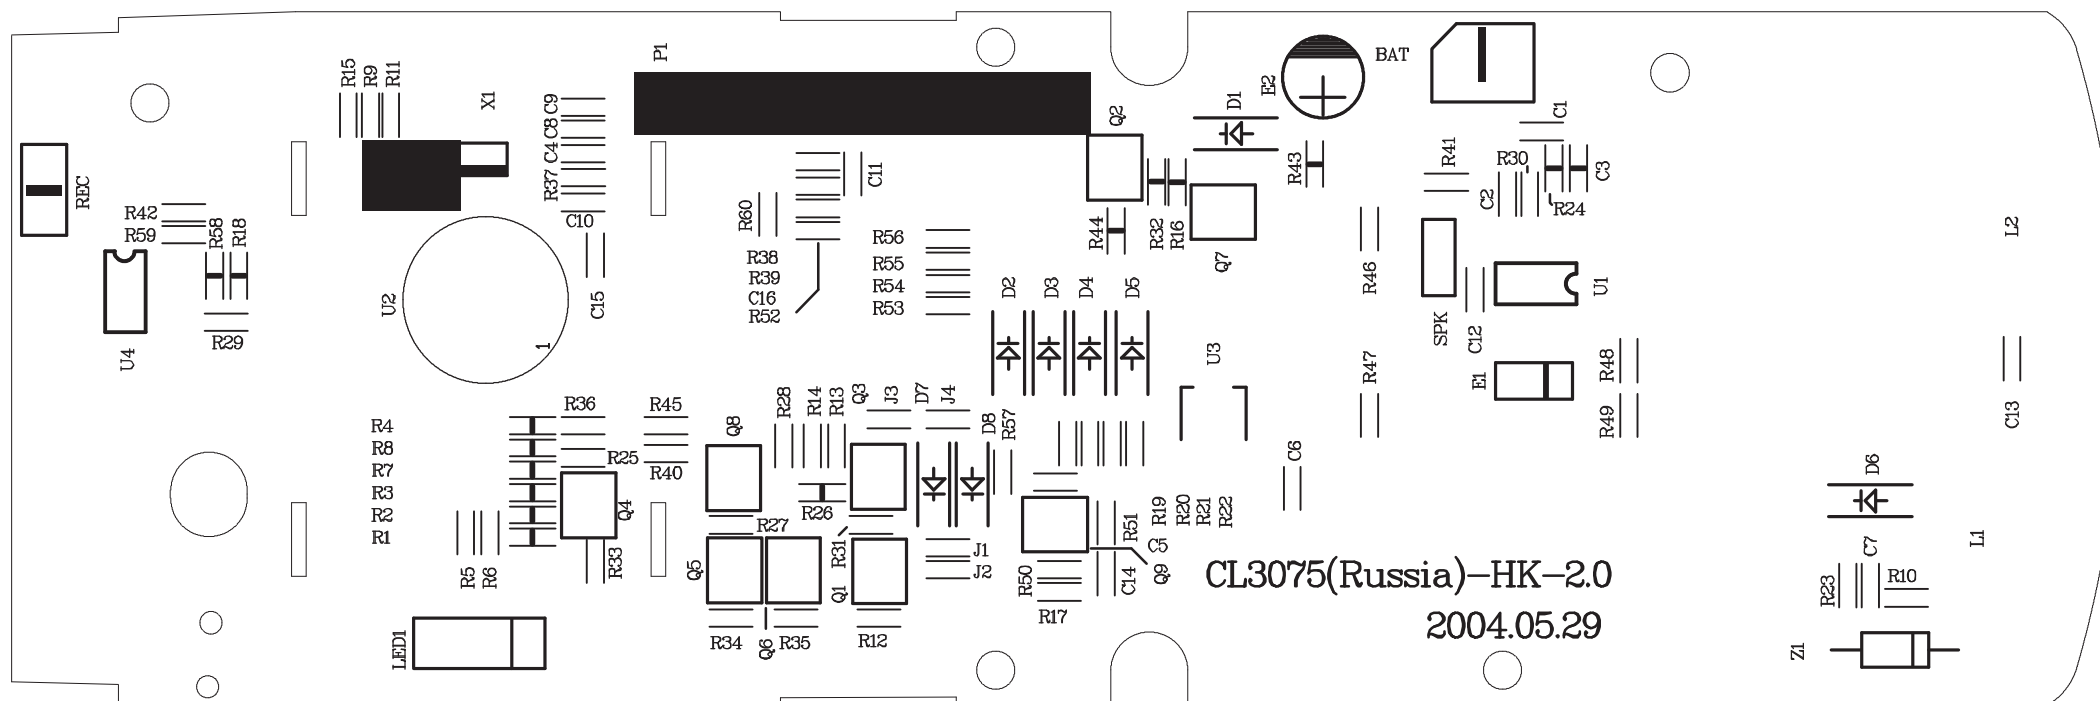 P1
BAT
R15
R9
R11
X1
C9
C8
C4
R37
C10
C15
Q2
D1
E2
C1
R43
R41
R30
C3
C2
R24
REC
R42
R59
R58
R18
R29
U4
U2
1
C11
R60
R38
R39
C16
R52
R56
R55
R54
R53
R44
R32
R16
Q7
R46
SPK
C12
U1
L2
D2
D3
D4
D5
U3
R47
E1
R48
R49
C13
R4
R8
R7
R3
R2
R1
R36
R45
R25
R40
Q4
R33
R5
R6
Q8
R28
R14
R13
Q3
J3
D7
J4
D8
R57
R26
R27
R31
Q5
Q1
J1
J2
R51
R19
R20
R21
R22
C6
C5
Q9
C14
R50
R17
D6
L1
C7
R23
R10
Z1
LED1
R34
Q6
R35
R12
CL3075(Russia)-HK-2.0
2004.05.29